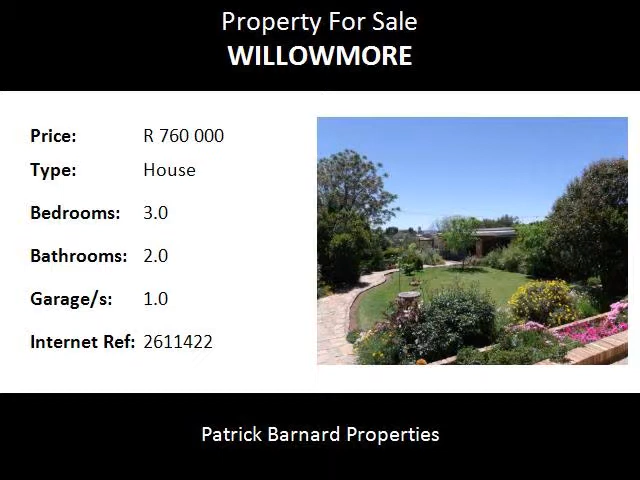 Property For Sale
WILLOWMORE
Price: R 760 000
Type: House
Bedrooms: 3.0
Bathrooms: 2.0
Garage/s: 1.0
Internet Ref: 2611422
Patrick Barnard Properties